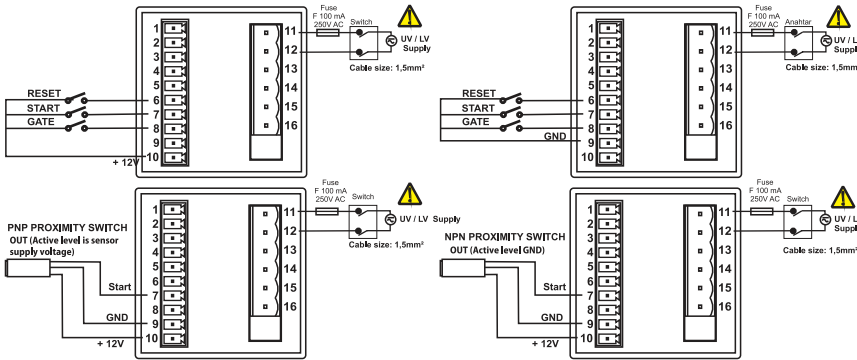 Fuse
F 100 mA
250V AC
Switch
UV / LV
Supply
Cable size: 1,5mm²
1
2
3
4
5
6
7
8
9
10
11
12
13
14
15
16
RESET
START
GATE
+ 12V
Fuse
F 100 mA
250V AC
Anahtar
UV / L
Suppl
Cable size: 1,5mm
1
2
3
4
5
6
7
8
9
10
11
12
13
14
15
16
RESET
START
GATE
GND
Fuse
F 100 mA
250V AC
Switch
UV / LV Supply
Cable size: 1,5mm²
1
2
3
4
5
6
7
8
9
10
11
12
13
14
15
16
PNP PROXIMITY SWITCH
OUT (Active level is sensor
supply voltage)
Start
GND
+ 12V
Fuse
F 100 mA
250V AC
Switch
UV / L
Suppl
Cable size: 1,5mm
1
2
3
4
5
6
7
8
9
10
11
12
13
14
15
16
NPN PROXIMITY SWITCH
OUT (Active level GND)
Start
GND
+ 12V